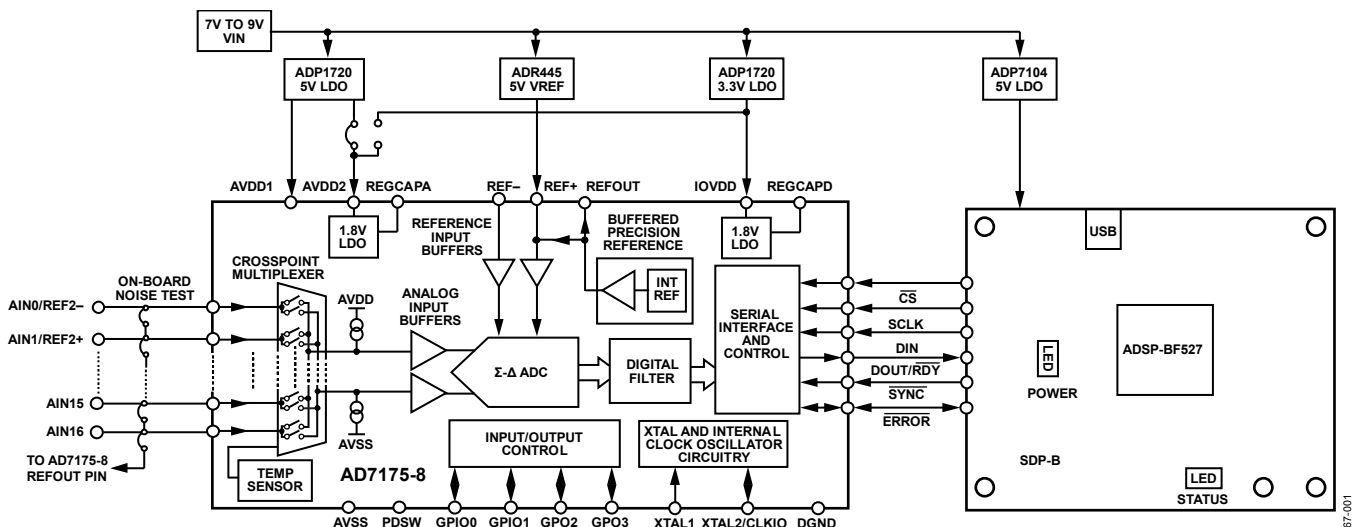 7V TO 9V
VIN
ADP1720
5V LDO
ADR445
5V VREF
ADP1720
3.3V LDO
ADP7104
5V LDO
AVDD1
AVDD2
REGCAPA
REF–
REF+
REFOUT
IOVDD
REGCAPD
1.8V
LDO
REFERENCE
INPUT
BUFFERS
BUFFERED
PRECISION
REFERENCE
1.8V
LDO
USB
CROSSPOINT
MULTIPLEXER
INT
REF
ON-BOARD
NOISE TEST
AIN0/REF2–
AVDD
ANALOG
INPUT
BUFFERS
SERIAL
INTERFACE
AND
CONTROL
CS
SCLK
AIN1/REF2+
DIN
ADSP-BF527
Σ-Δ ADC
DIGITAL
FILTER
LED
POWER
DOUT/RDY
AIN15
SYNC
AIN16
AVSS
ERROR
INPUT/OUTPUT
CONTROL
XTAL AND INTERNAL
CLOCK OSCILLATOR
CIRCUITRY
TO AD7175-8
REFOUT PIN
TEMP
SENSOR
AD7175-8
SDP-B
LED
STATUS
AVSS
PDSW
GPIO0
GPIO1
GPO2
GPO3
XTAL1
XTAL2/CLKIO
DGND
67-001